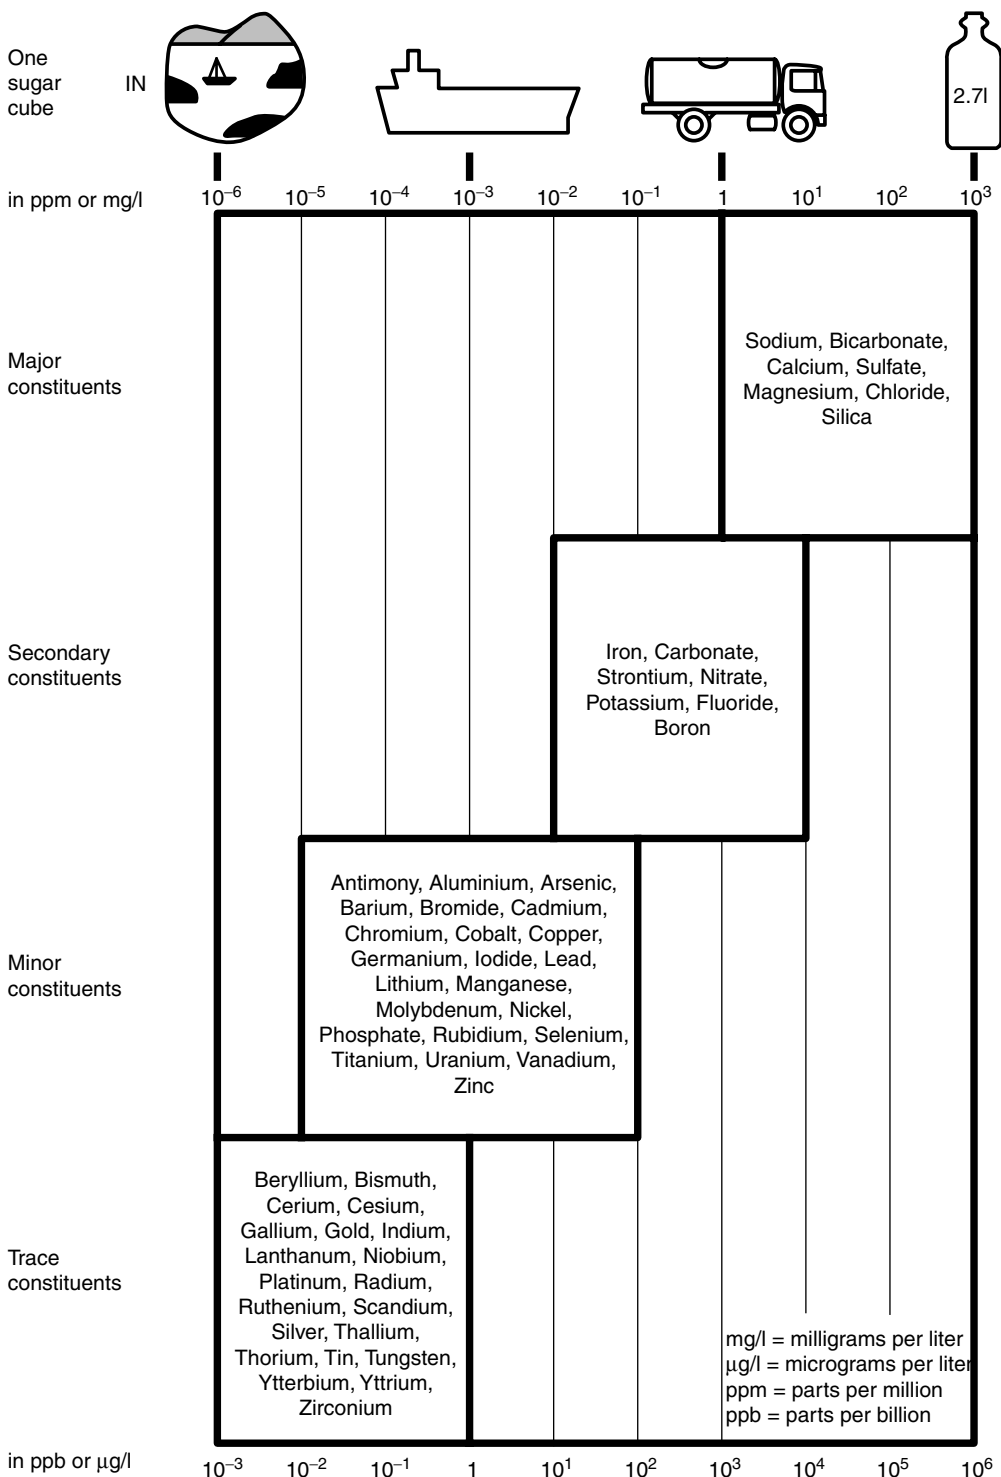 One
sugar
cube
IN
2.7l
in ppm or mg/l
10⁻⁶ 10⁻⁵ 10⁻⁴ 10⁻³ 10⁻² 10⁻¹ 1 10¹ 10² 10³
Major
constituents
Sodium, Bicarbonate,
Calcium, Sulfate,
Magnesium, Chloride,
Silica
Secondary
constituents
Iron, Carbonate,
Strontium, Nitrate,
Potassium, Fluoride,
Boron
Minor
constituents
Antimony, Aluminium, Arsenic,
Barium, Bromide, Cadmium,
Chromium, Cobalt, Copper,
Germanium, Iodide, Lead,
Lithium, Manganese,
Molybdenum, Nickel,
Phosphate, Rubidium, Selenium,
Titanium, Uranium, Vanadium,
Zinc
Trace
constituents
Beryllium, Bismuth,
Cerium, Cesium,
Gallium, Gold, Indium,
Lanthanum, Niobium,
Platinum, Radium,
Ruthenium, Scandium,
Silver, Thallium,
Thorium, Tin, Tungsten,
Ytterbium, Yttrium,
Zirconium
mg/l = milligrams per liter
µg/l = micrograms per liter
ppm = parts per million
ppb = parts per billion
in ppb or µg/l
10⁻³ 10⁻² 10⁻¹ 1 10¹ 10² 10³ 10⁴ 10⁵ 10⁶